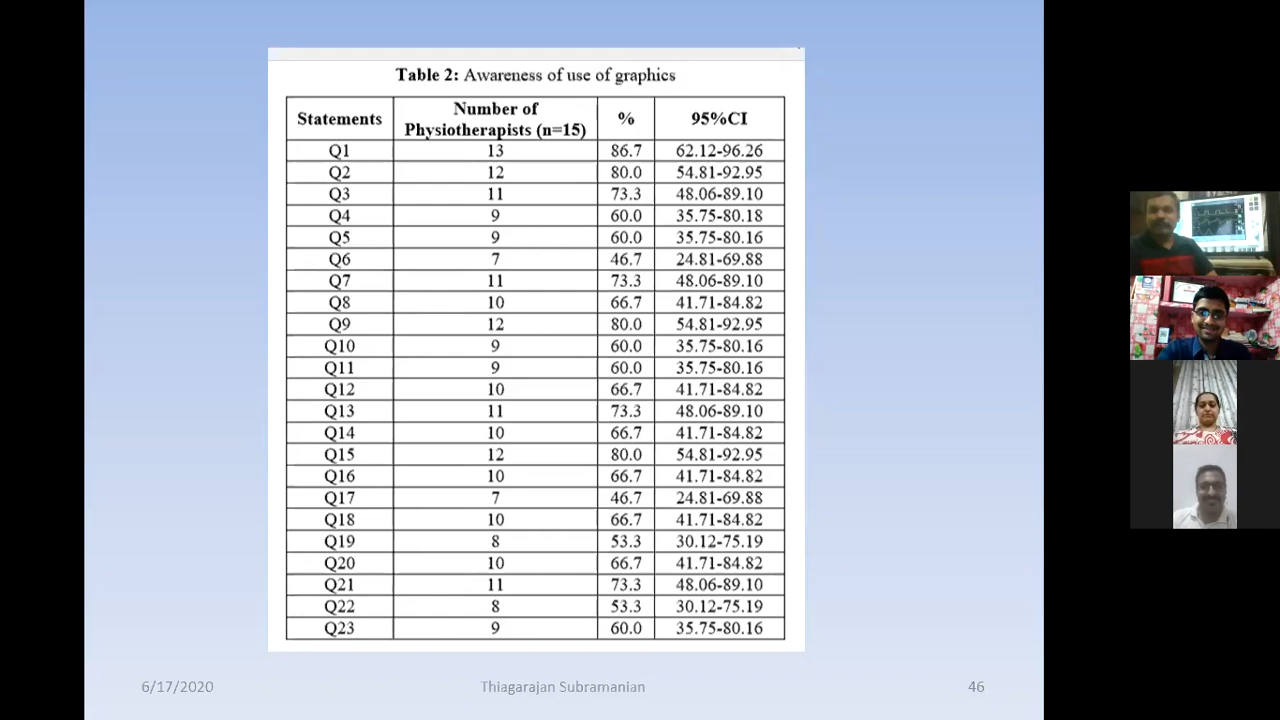 Table 2: Awareness of use of graphics
Statements Number of Physiotherapists (n=15) % 95%CI
Q1 13 86.7 62.12-96.26
Q2 12 80.0 54.81-92.95
Q3 11 73.3 48.06-89.10
Q4 9 60.0 35.75-80.18
Q5 9 60.0 35.75-80.16
Q6 7 46.7 24.81-69.88
Q7 11 73.3 48.06-89.10
Q8 10 66.7 41.71-84.82
Q9 12 80.0 54.81-92.95
Q10 9 60.0 35.75-80.16
Q11 9 60.0 35.75-80.16
Q12 10 66.7 41.71-84.82
Q13 11 73.3 48.06-89.10
Q14 10 66.7 41.71-84.82
Q15 12 80.0 54.81-92.95
Q16 10 66.7 41.71-84.82
Q17 7 46.7 24.81-69.88
Q18 10 66.7 41.71-84.82
Q19 8 53.3 30.12-75.19
Q20 10 66.7 41.71-84.82
Q21 11 73.3 48.06-89.10
Q22 8 53.3 30.12-75.19
Q23 9 60.0 35.75-80.16
6/17/2020 Thiagarajan Subramanian 46